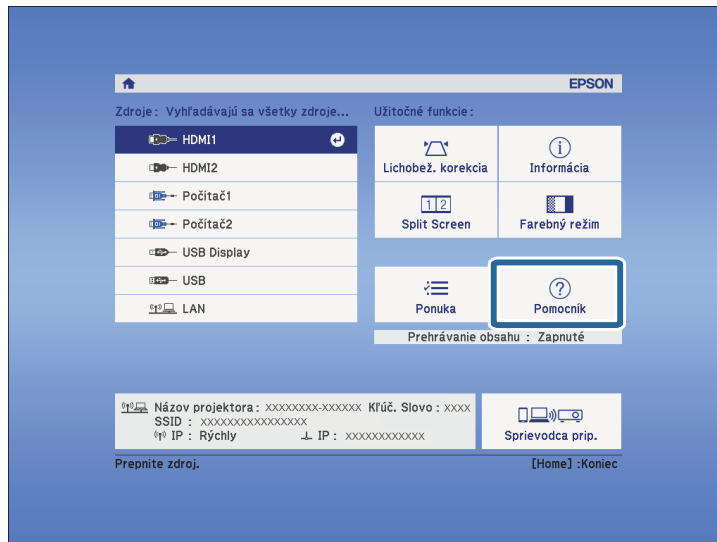 EPSON
Zdroje: Vyhľadávajú sa všetky zdroje...
HDMI1
HDMI2
Počítač1
Počítač2
USB Display
USB
LAN
Užitočné funkcie:
Lichobež. korekcia
Informácia
1 2
Split Screen
Farebný režim
Ponuka
Pomocník
Prehrávanie obsahu : Zapnuté
Názov projektora: XXXXXXXX-XXXXXX Kľúč. Slovo : XXXX
SSID : XXXXXXXXXXXXXXXX
IP : Rýchly IP : XXXXXXXXXXXX
Sprievodca prip.
Prepnite zdroj.
[Home] :Koniec